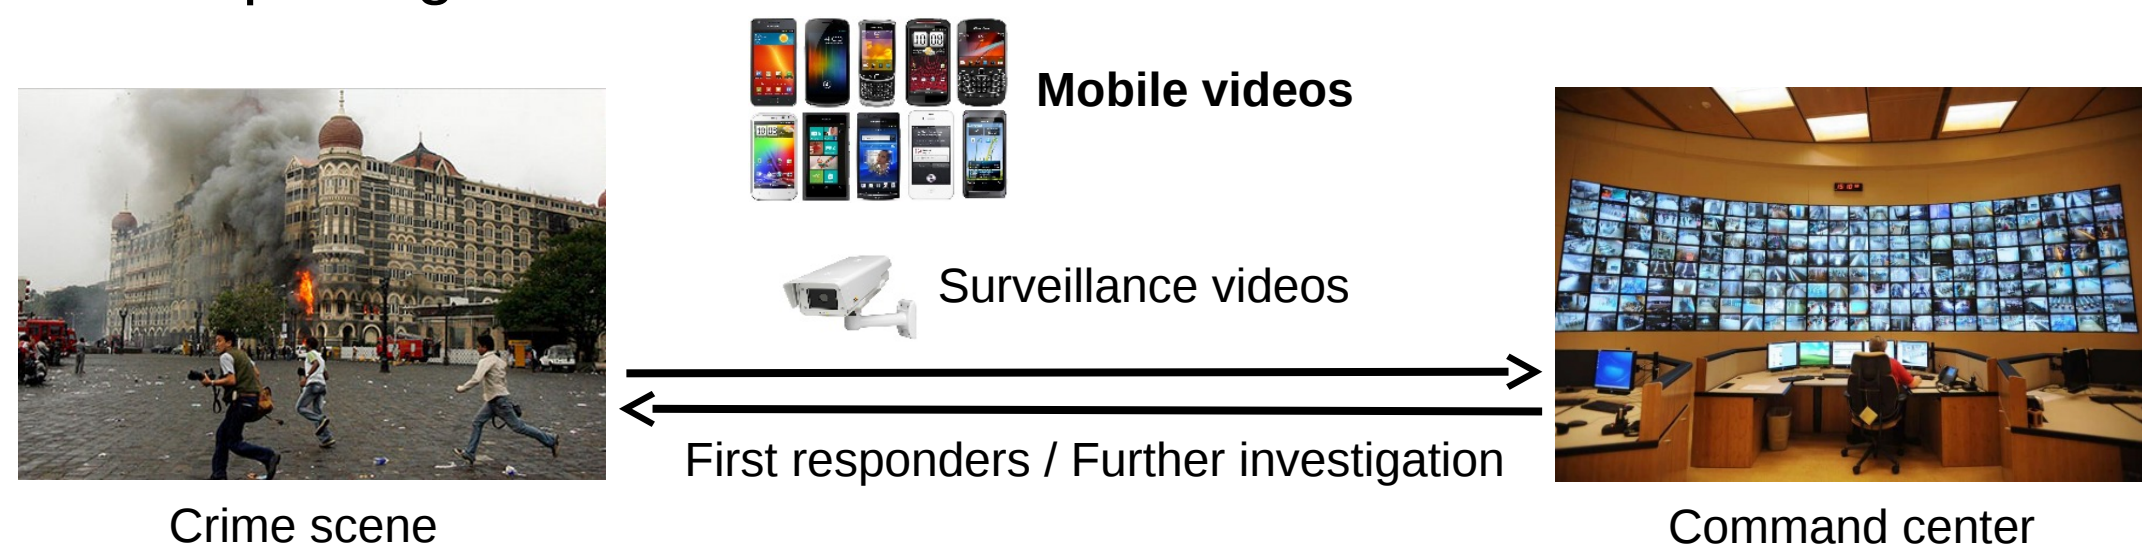 Mobile videos
Surveillance videos
First responders / Further investigation
Crime scene
Command center